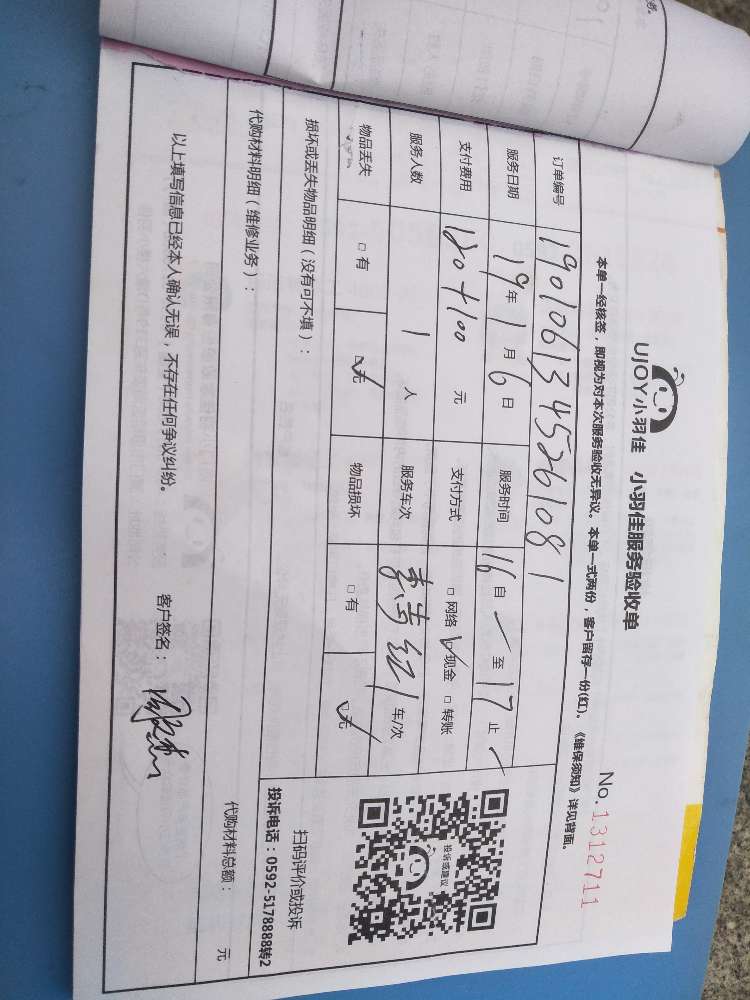 UJOY小羽佳 小羽佳服务验收单
No.1312711
本单一经核签，即视为对本次服务验收无异议。本单一式两份，客户留存一份(红)。《维保须知》详见背面。
订单编号 1901061345261081
服务日期 19年1月6日 服务时间 16自 至17止
支付费用 180+100 元 支付方式 □网络 ☑现金 □转账
服务人数 1 人 服务车次 1 车/次
物品丢失 □有 ☑无 物品损坏 □有 ☑无
损坏或丢失物品明细（没有可不填）：
扫码评价或投诉
投诉电话：0592-5178888转2
投诉或建议
代购材料明细（维修业务）：
代购材料总额： 元
以上填写信息已经本人确认无误，不存在任何争议纠纷。 客户签名：